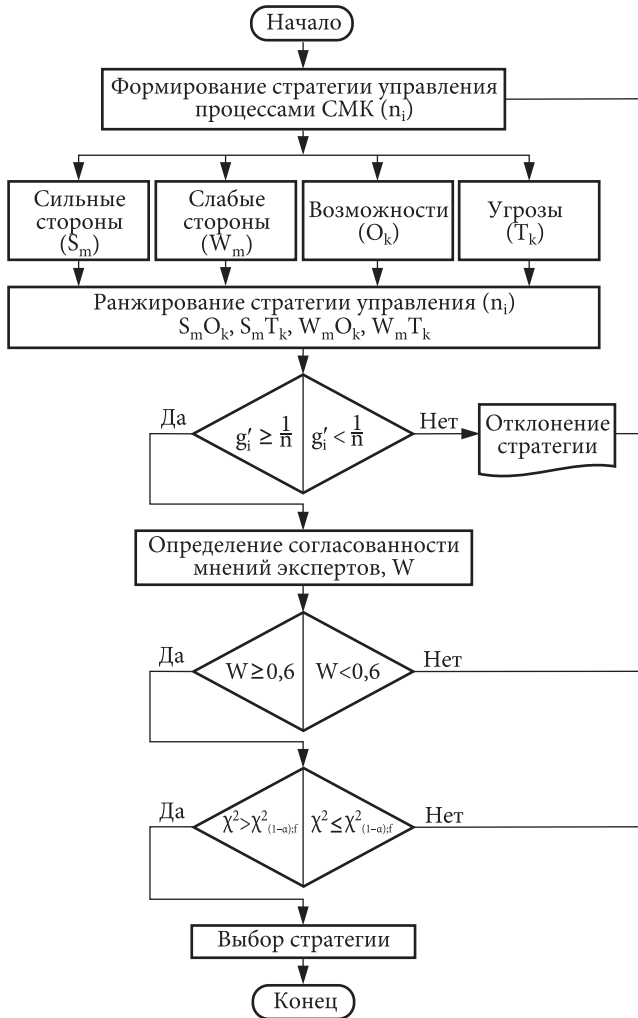 Начало
Формирование стратегии управления
процессами СМК (nᵢ)
Сильные
стороны
(Sₘ)
Слабые
стороны
(Wₘ)
Возможности
(Oₖ)
Угрозы
(Tₖ)
Ранжирование стратегии управления (nᵢ)
SₘOₖ, SₘTₖ, WₘOₖ, WₘTₖ
Да
g′ᵢ ≥ 1/n
g′ᵢ < 1/n
Нет
Отклонение
стратегии
Определение согласованности
мнений экспертов, W
Да
W≥0,6
W<0,6
Нет
Да
χ²>χ²₍₁₋α₎;f
χ²≤χ²₍₁₋α₎;f
Нет
Выбор стратегии
Конец